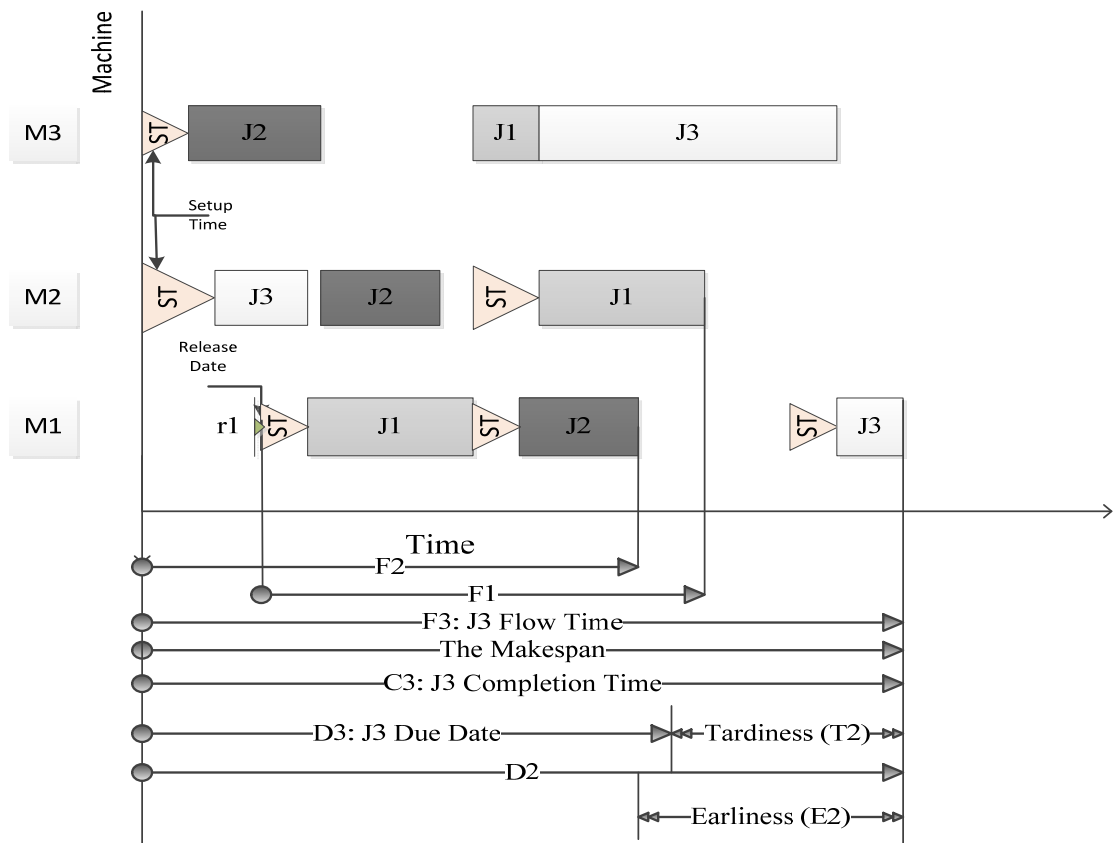 Machine
M3
ST
J2
J1
J3
Setup
Time
M2
ST
J3
J2
ST
J1
Release
Date
M1
r1
ST
J1
ST
J2
ST
J3
Time
F2
F1
F3: J3 Flow Time
The Makespan
C3: J3 Completion Time
D3: J3 Due Date
Tardiness (T2)
D2
Earliness (E2)